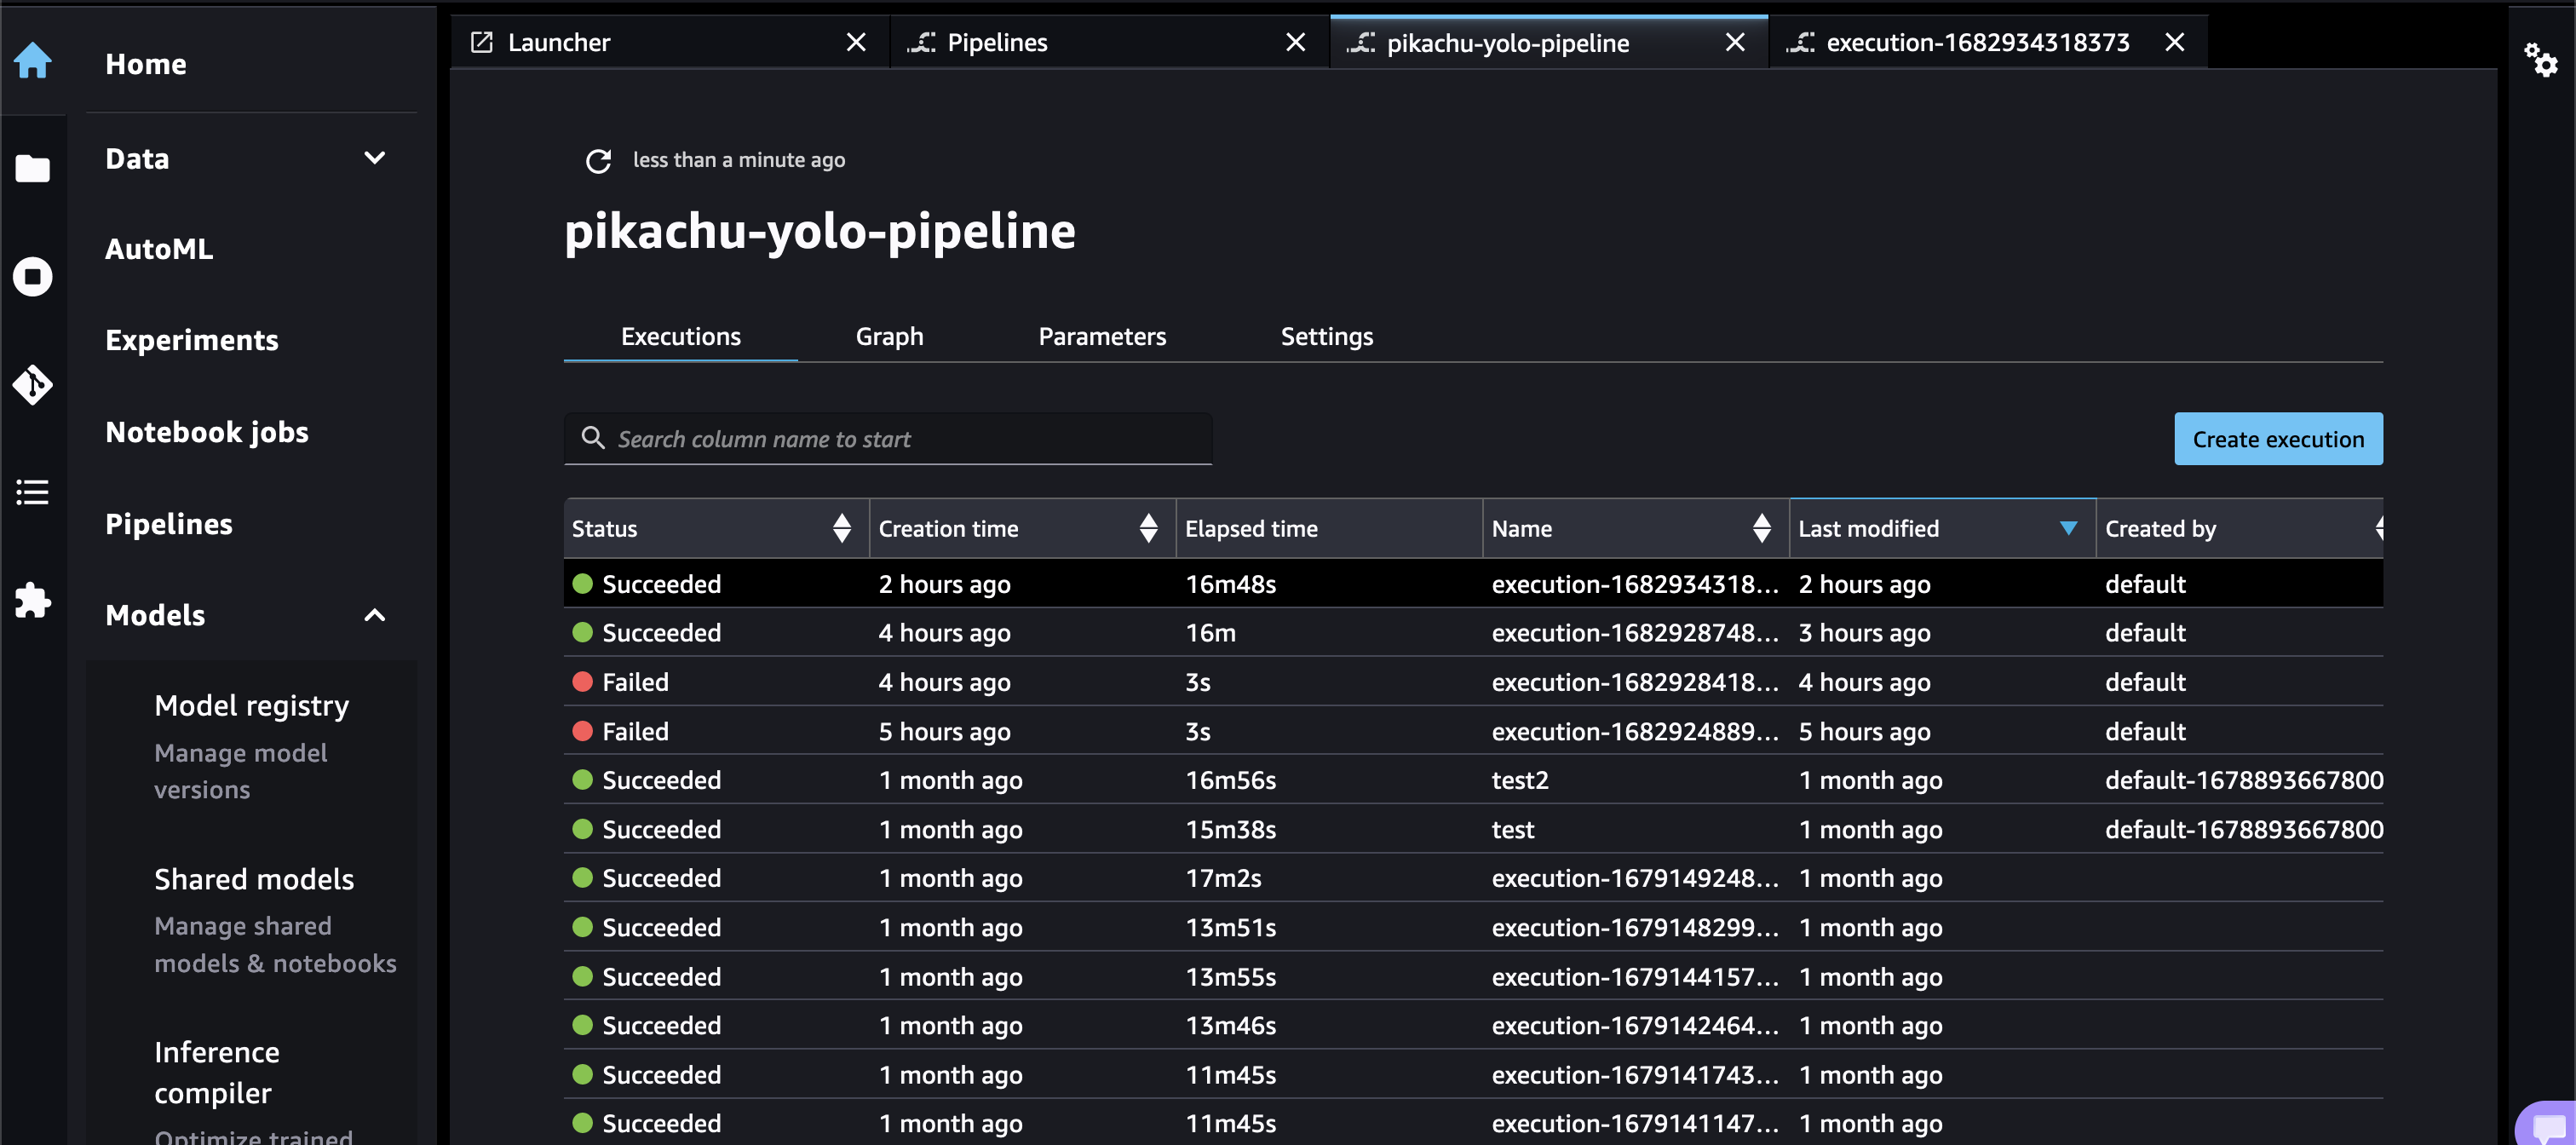 Launcher
Pipelines
pikachu-yolo-pipeline
execution-1682934318373
Home
Data
AutoML
Experiments
Notebook jobs
Pipelines
Models
Model registry
Manage model
versions
Shared models
Manage shared
models & notebooks
Inference
compiler
Optimize trained
less than a minute ago
pikachu-yolo-pipeline
Executions Graph Parameters Settings
Search column name to start
Create execution
Status Creation time Elapsed time Name Last modified Created by
Succeeded 2 hours ago 16m48s execution-1682934318... 2 hours ago default
Succeeded 4 hours ago 16m execution-1682928748... 3 hours ago default
Failed 4 hours ago 3s execution-1682928418... 4 hours ago default
Failed 5 hours ago 3s execution-1682924889... 5 hours ago default
Succeeded 1 month ago 16m56s test2 1 month ago default-1678893667800
Succeeded 1 month ago 15m38s test 1 month ago default-1678893667800
Succeeded 1 month ago 17m2s execution-1679149248... 1 month ago
Succeeded 1 month ago 13m51s execution-1679148299... 1 month ago
Succeeded 1 month ago 13m55s execution-1679144157... 1 month ago
Succeeded 1 month ago 13m46s execution-1679142464... 1 month ago
Succeeded 1 month ago 11m45s execution-1679141743... 1 month ago
Succeeded 1 month ago 11m45s execution-1679141147... 1 month ago